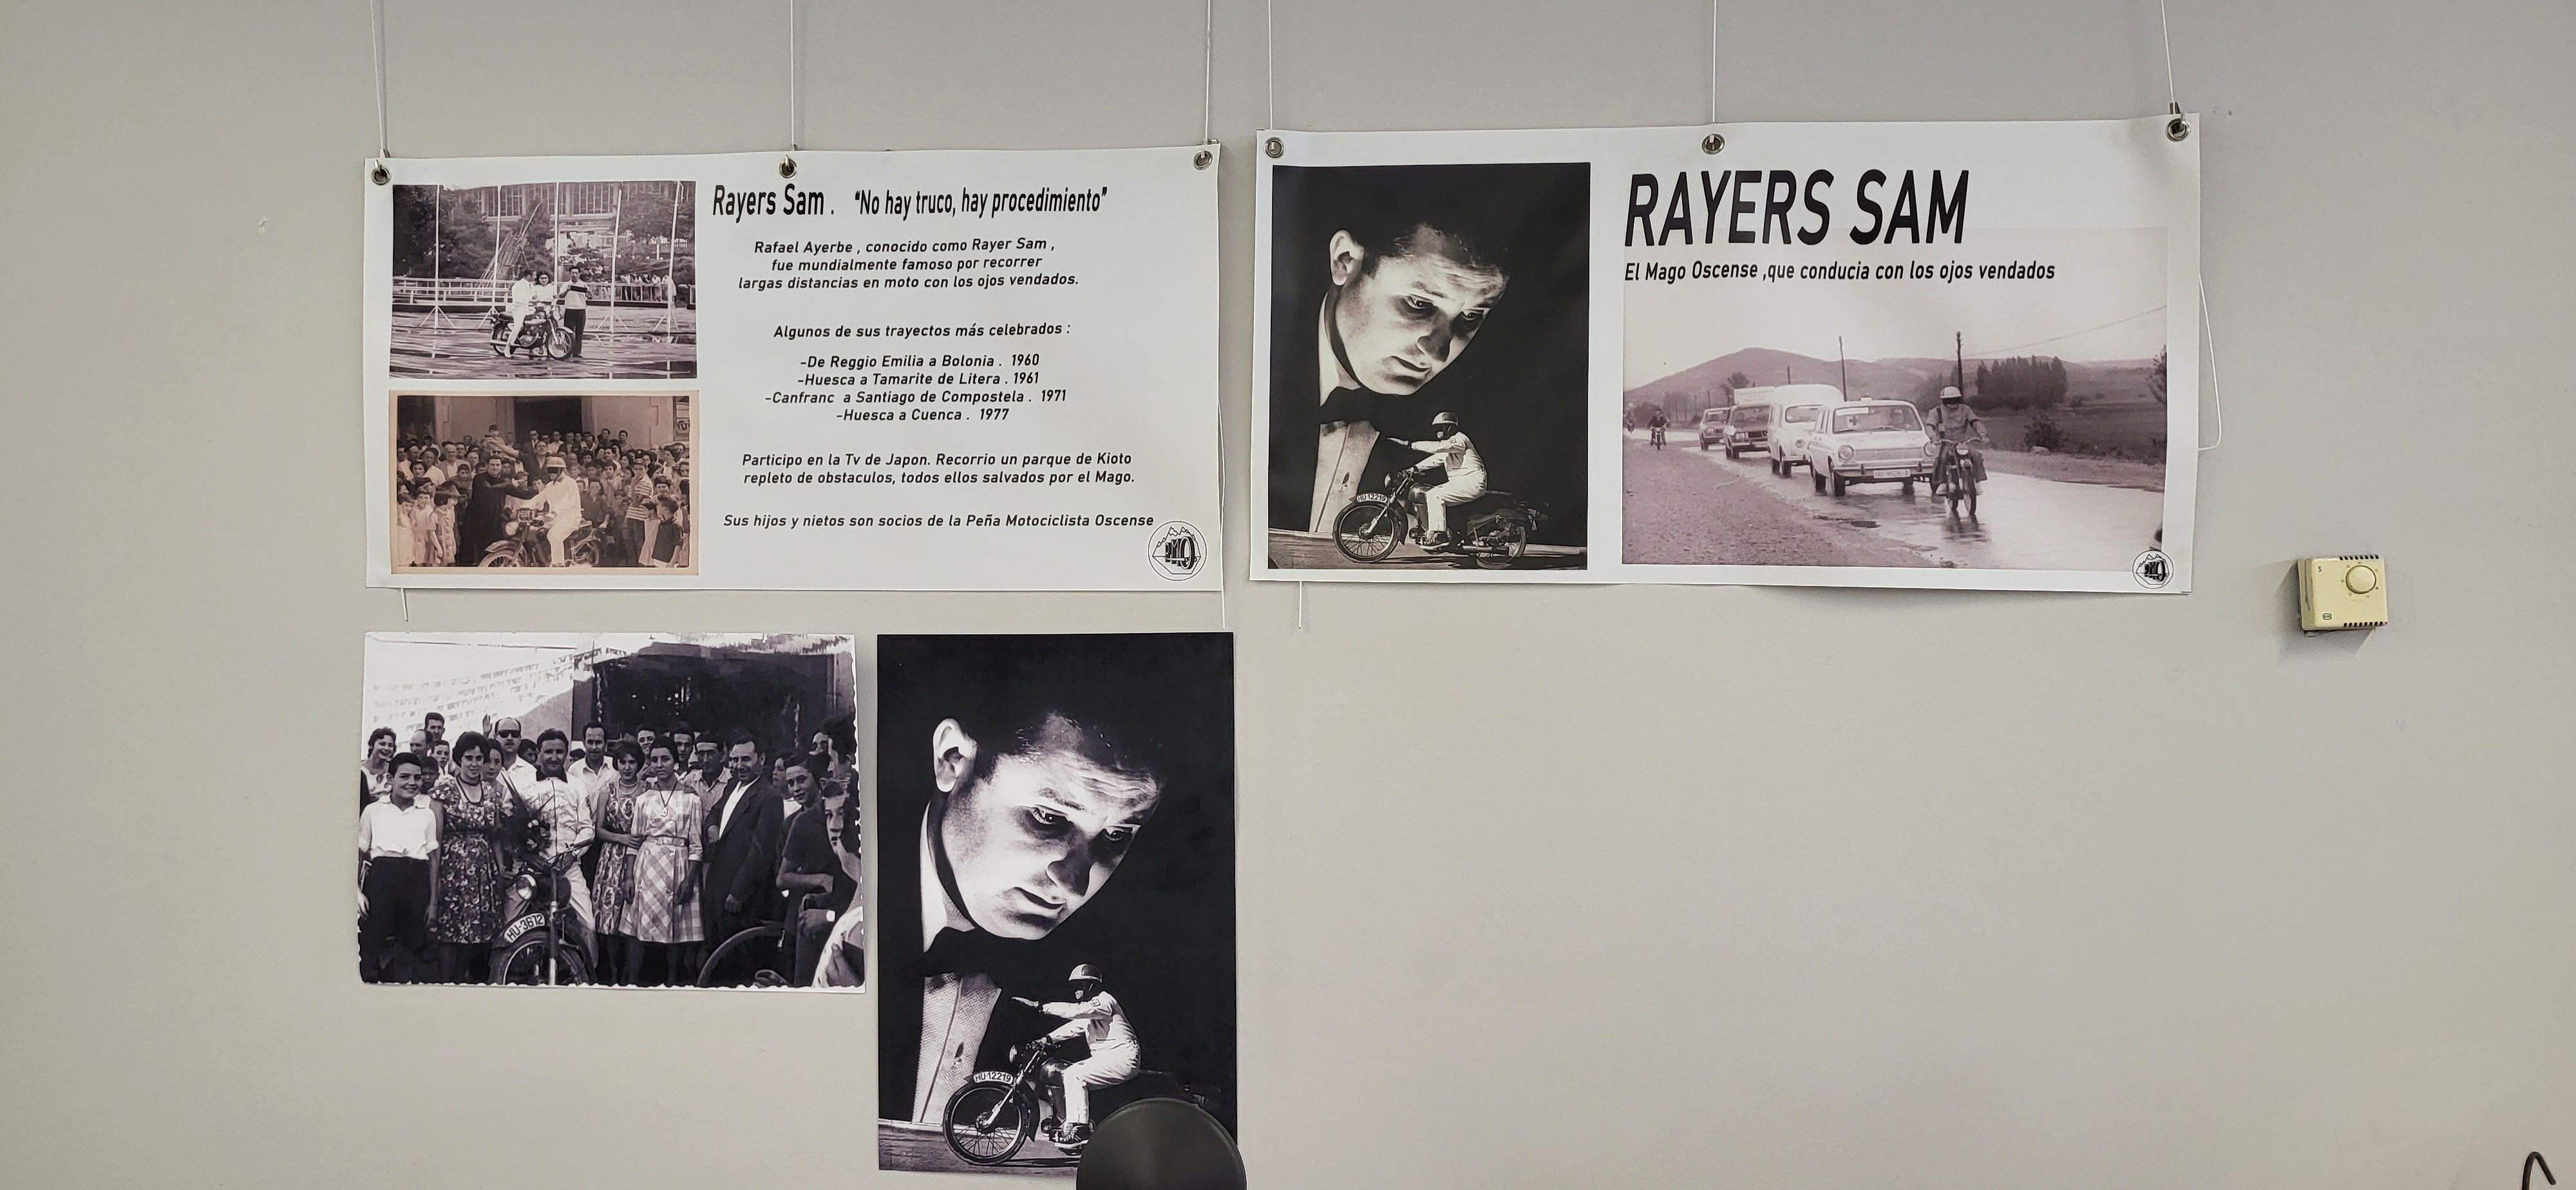 Rayers Sam . "No hay truco, hay procedimiento"
Rafael Ayerbe , conocido como Rayer Sam ,
fue mundialmente famoso por recorrer
largas distancias en moto con los ojos vendados.
Algunos de sus trayectos más celebrados :
-De Reggio Emilia a Bolonia . 1960
-Huesca a Tamarite de Litera . 1961
-Canfranc a Santiago de Compostela . 1971
-Huesca a Cuenca . 1977
Participo en la Tv de Japon. Recorrio un parque de Kioto
repleto de obstaculos, todos ellos salvados por el Mago.
Sus hijos y nietos son socios de la Peña Motociclista Oscense
PMO
RAYERS SAM
El Mago Oscense ,que conducia con los ojos vendados
HU-12219
PMO
HU-3872
HU-12219